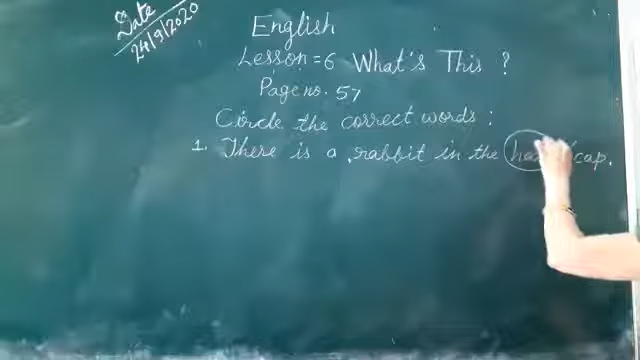 Date
24/9/2020
English
Lesson = 6 What's This ?
Page no. 57
Circle the correct words :
1. There is a rabbit in the / cap.